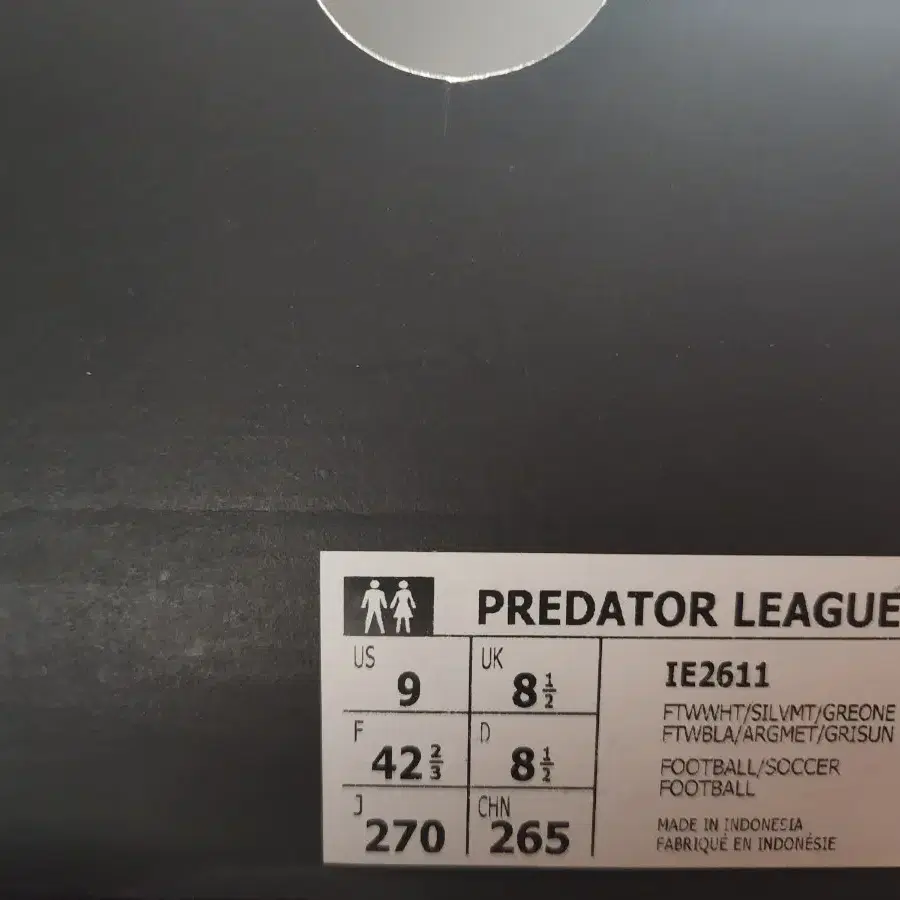 PREDATOR LEAGUE
US 9 UK 8 1/2
F 42 2/3 D 8 1/2
J 270 CHN 265
IE2611
FTWWHT/SILVMT/GREONE
FTWBLA/ARGMET/GRISUN
FOOTBALL/SOCCER
FOOTBALL
MADE IN INDONESIA
FABRIQUÉ EN INDONÉSIE